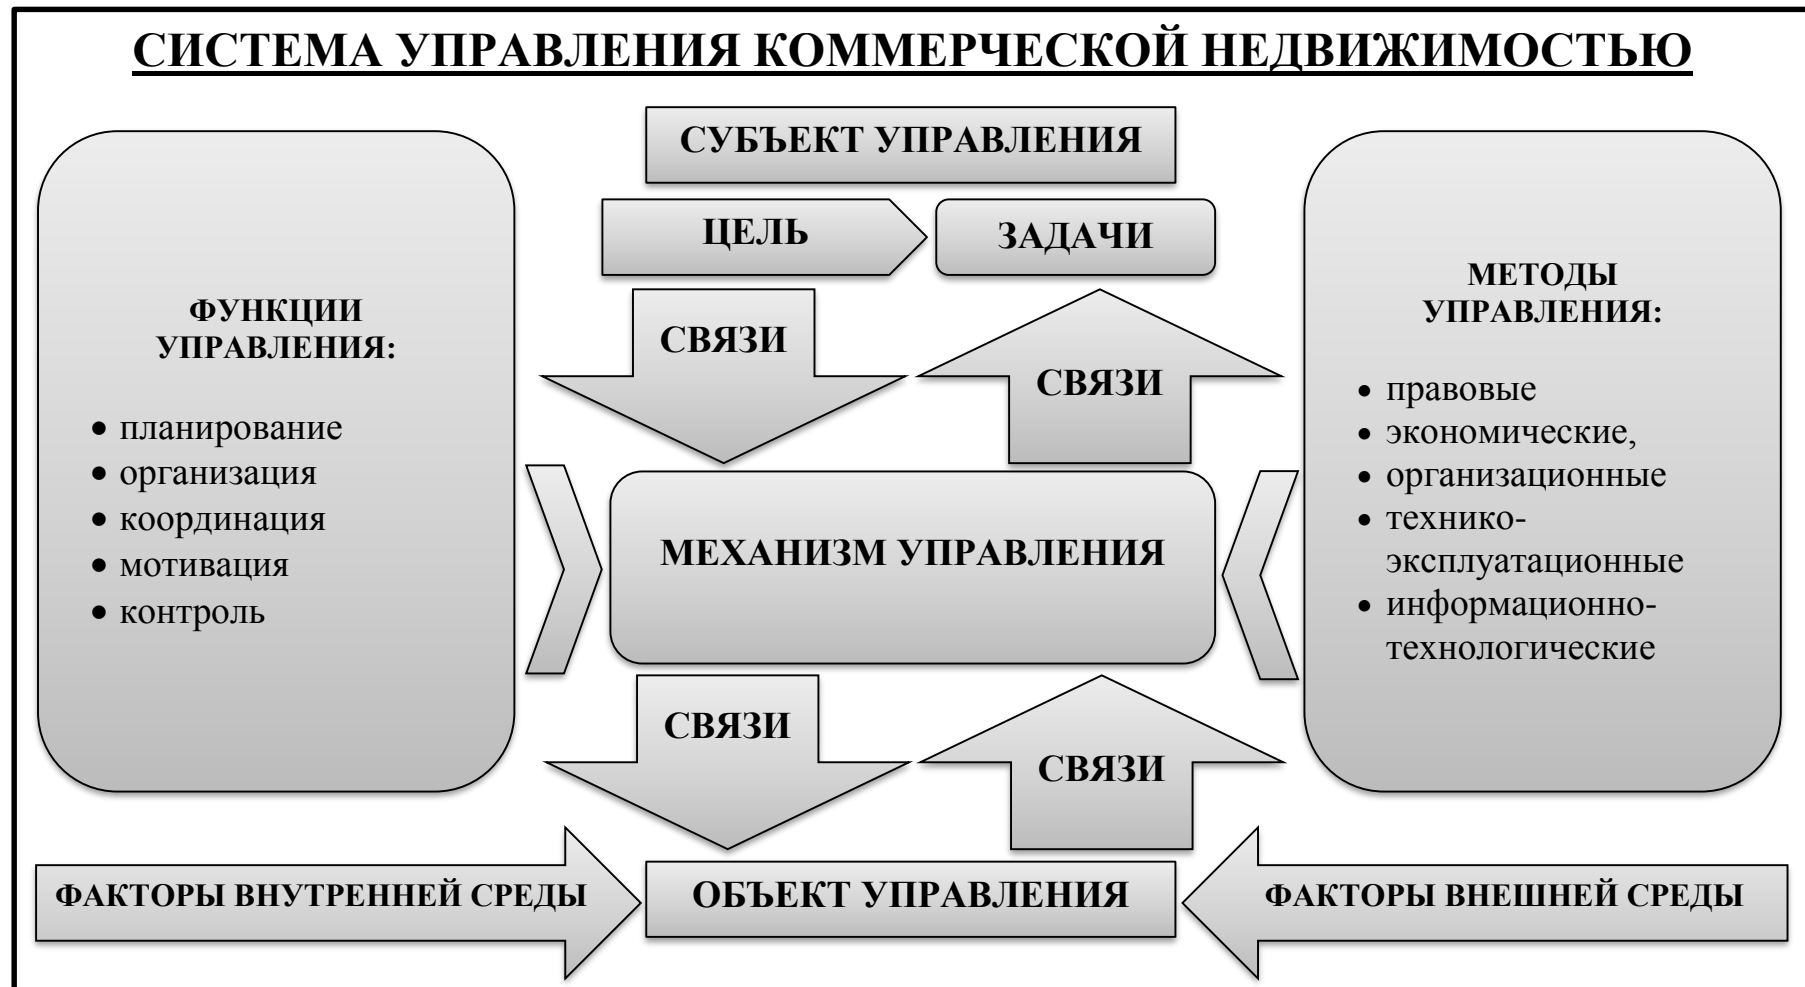 СИСТЕМА УПРАВЛЕНИЯ КОММЕРЧЕСКОЙ НЕДВИЖИМОСТЬЮ
СУБЪЕКТ УПРАВЛЕНИЯ
ЦЕЛЬ
ЗАДАЧИ
ФУНКЦИИ
УПРАВЛЕНИЯ:
• планирование
• организация
• координация
• мотивация
• контроль
СВЯЗИ
СВЯЗИ
МЕХАНИЗМ УПРАВЛЕНИЯ
СВЯЗИ
СВЯЗИ
МЕТОДЫ
УПРАВЛЕНИЯ:
• правовые
• экономические,
• организационные
• технико-
эксплуатационные
• информационно-
технологические
ФАКТОРЫ ВНУТРЕННЕЙ СРЕДЫ
ОБЪЕКТ УПРАВЛЕНИЯ
ФАКТОРЫ ВНЕШНЕЙ СРЕДЫ